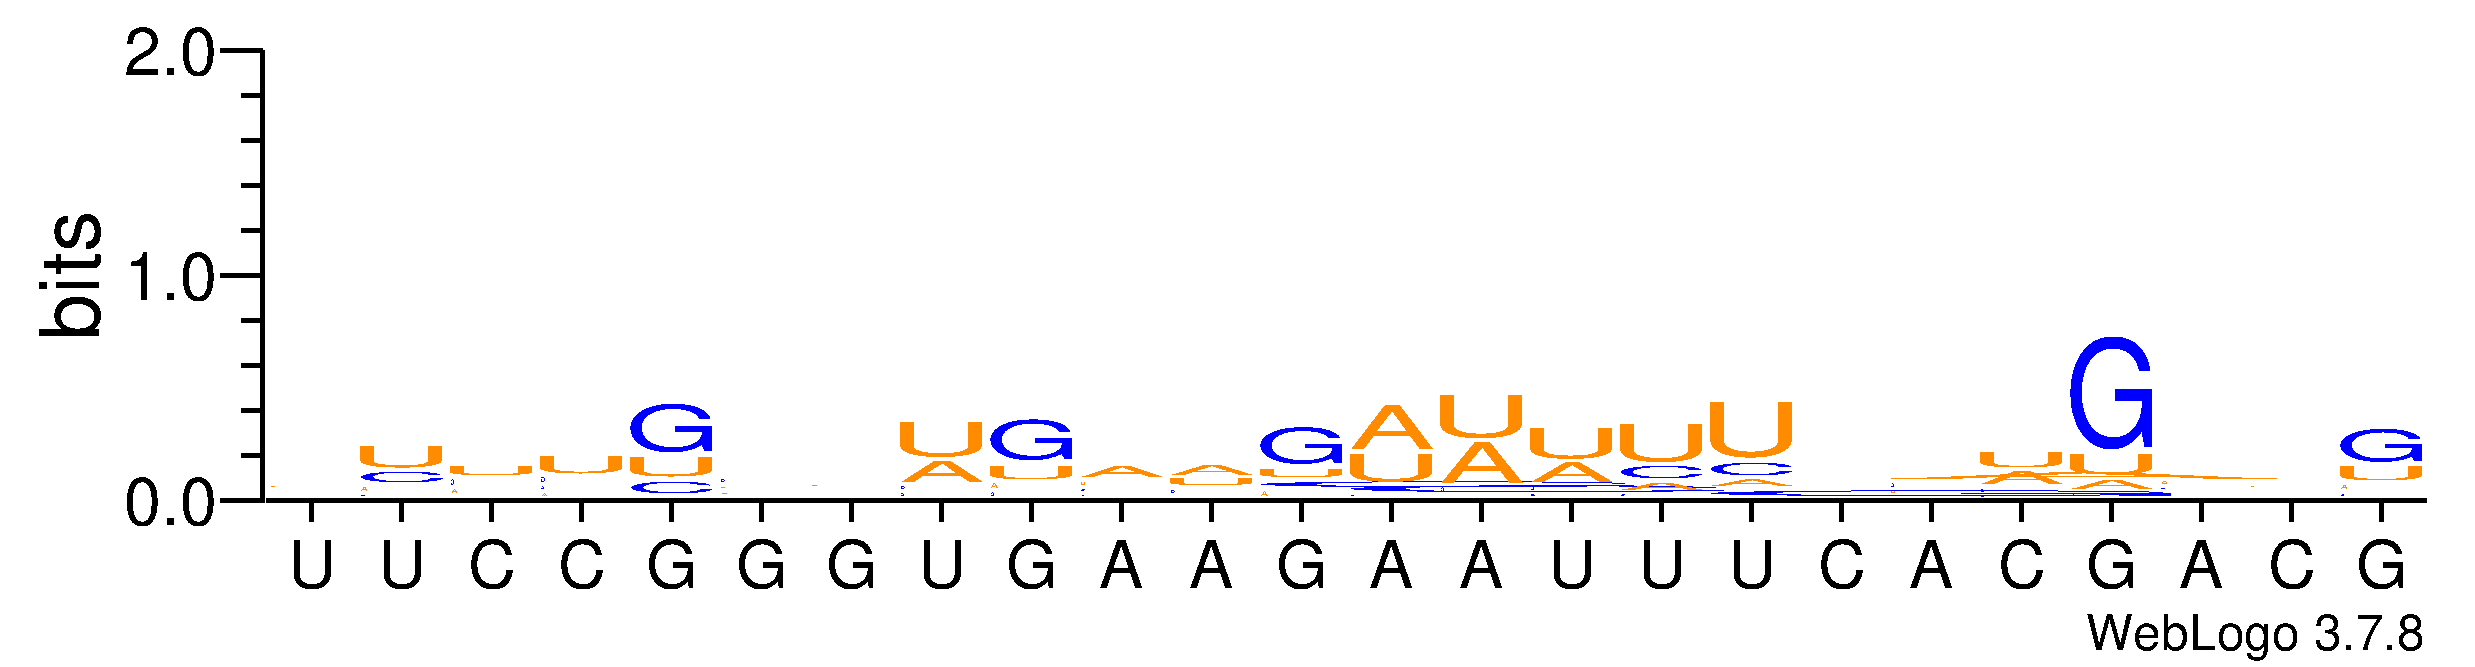 2.0
1.0
0.0
bits
U U C C G G G U G A A G A A U U U C A C G A C G
WebLogo 3.7.8